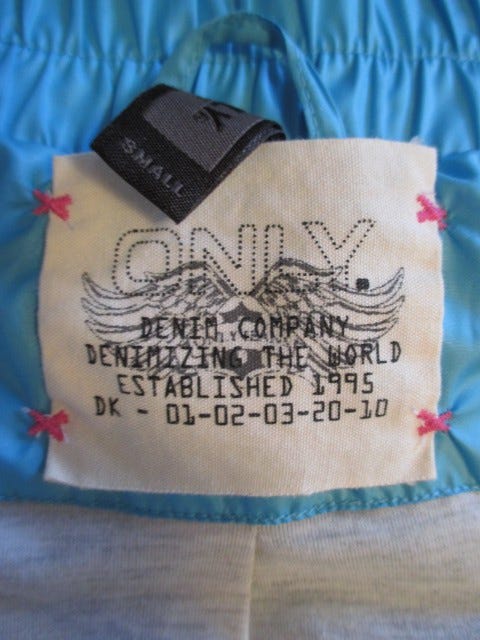 SMALL
ONLY.
DENIM COMPANY
DENIMIZING THE WORLD
ESTABLISHED 1995
DK - 01-02-03-20-10